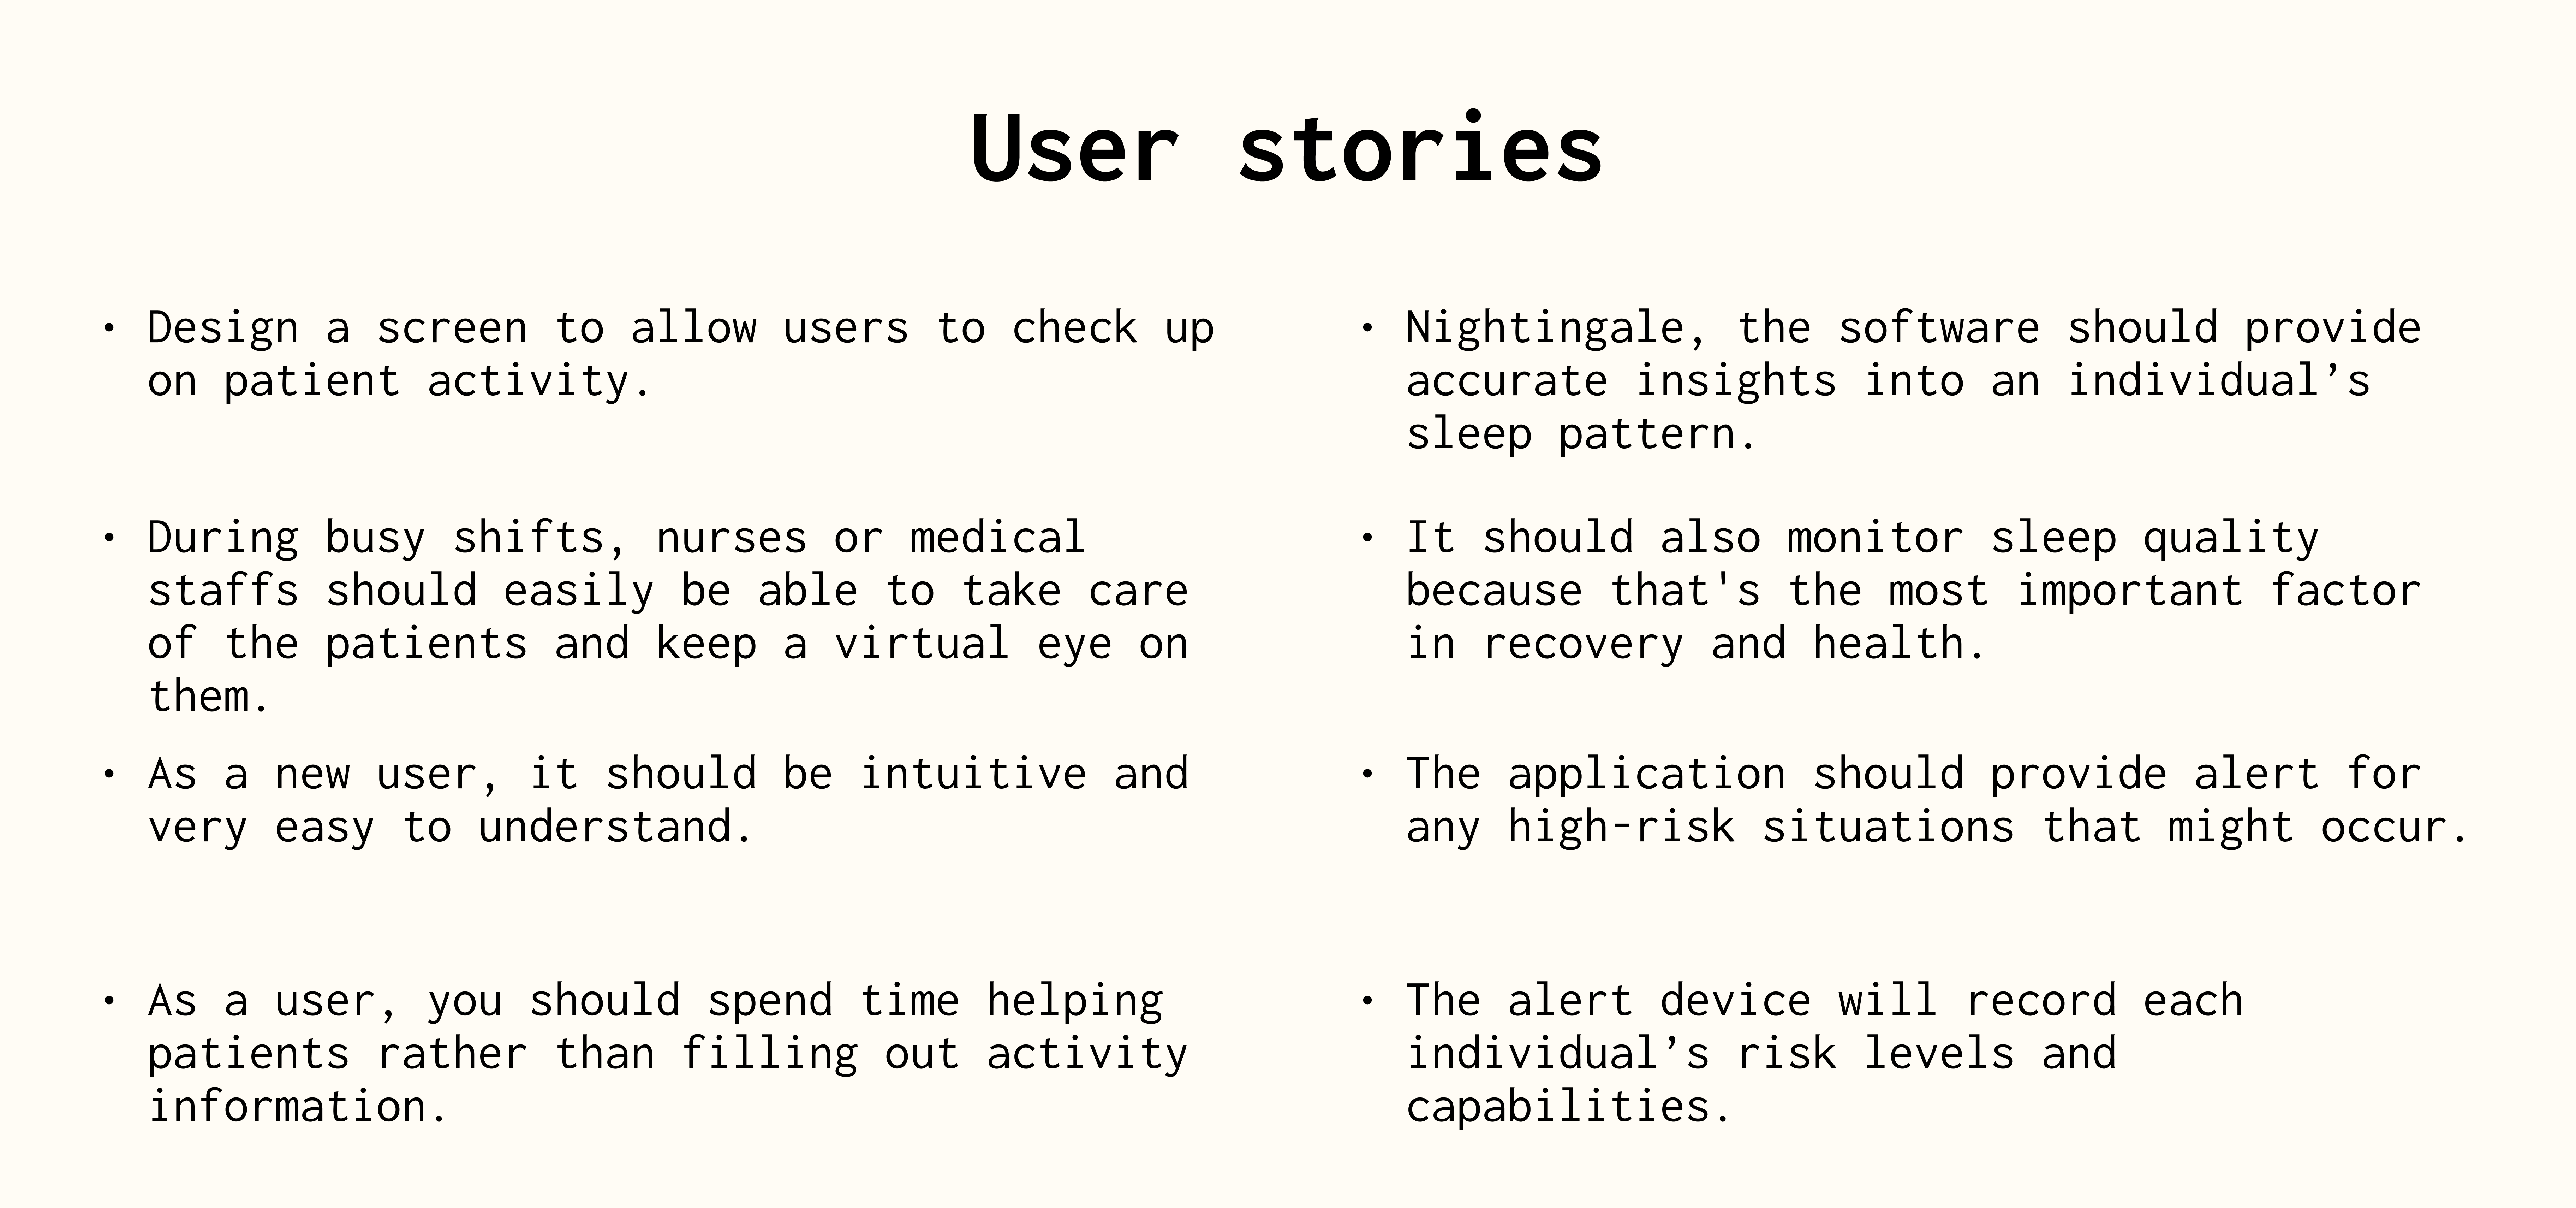 User stories
• Design a screen to allow users to check up
on patient activity.
• During busy shifts, nurses or medical
staffs should easily be able to take care
of the patients and keep a virtual eye on
them.
• As a new user, it should be intuitive and
very easy to understand.
• As a user, you should spend time helping
patients rather than filling out activity
information.
• Nightingale, the software should provide
accurate insights into an individual’s
sleep pattern.
• It should also monitor sleep quality
because that's the most important factor
in recovery and health.
• The application should provide alert for
any high-risk situations that might occur.
• The alert device will record each
individual’s risk levels and
capabilities.